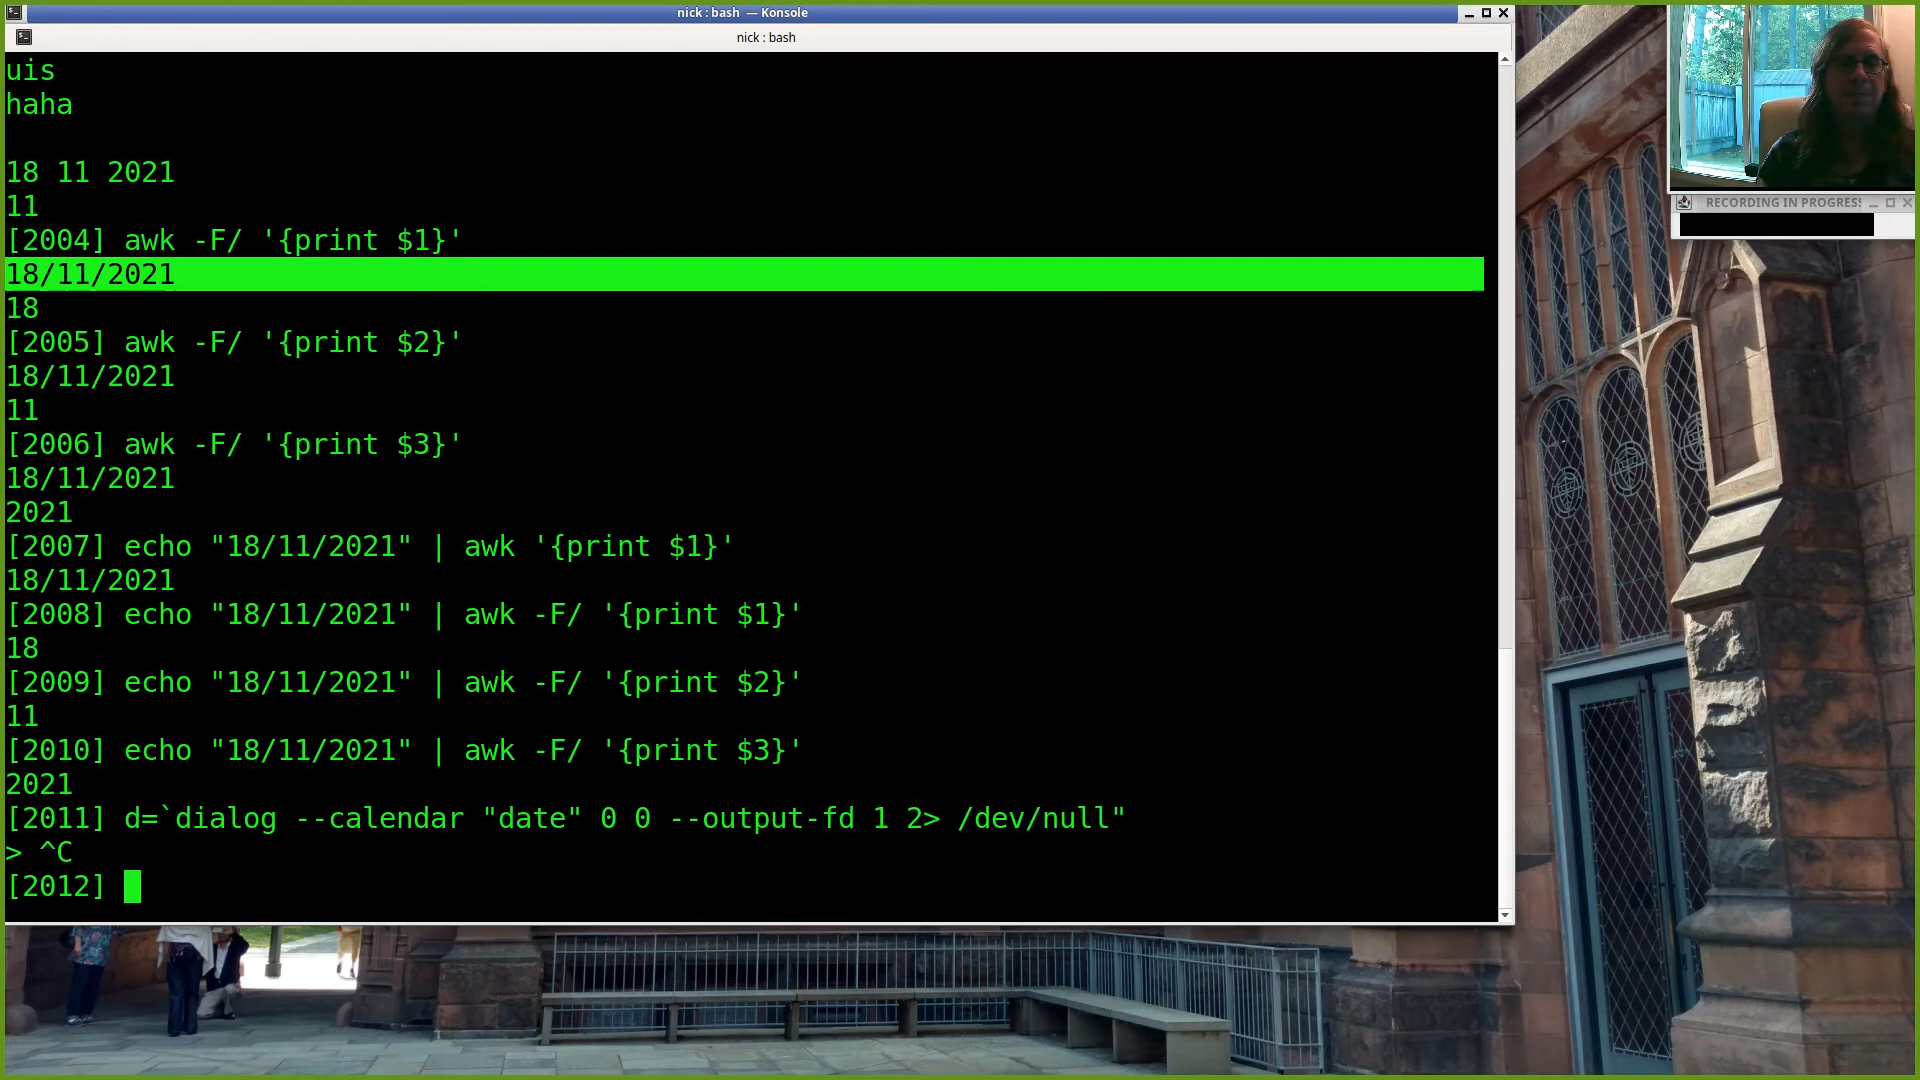 nick : bash — Konsole
nick : bash
RECORDING IN PROGRESS
uis
haha
18 11 2021
11
[2004] awk -F/ '{print $1}'
18/11/2021
18
[2005] awk -F/ '{print $2}'
18/11/2021
11
[2006] awk -F/ '{print $3}'
18/11/2021
2021
[2007] echo "18/11/2021" | awk '{print $1}'
18/11/2021
[2008] echo "18/11/2021" | awk -F/ '{print $1}'
18
[2009] echo "18/11/2021" | awk -F/ '{print $2}'
11
[2010] echo "18/11/2021" | awk -F/ '{print $3}'
2021
[2011] d=`dialog --calendar "date" 0 0 --output-fd 1 2> /dev/null"
> ^C
[2012]